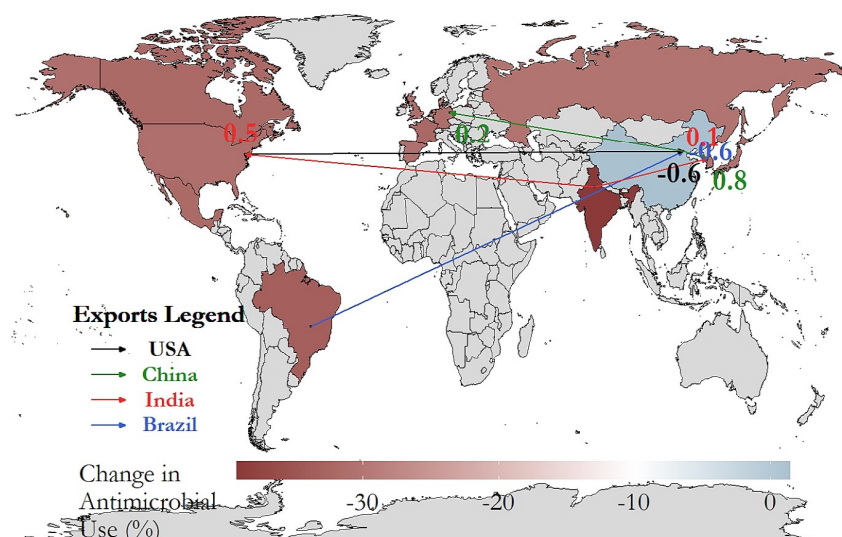 0.5
0.2
0.1
-0.6
-0.6
0.8
Exports Legend
USA
China
India
Brazil
Change in
Antimicrobial
Use (%)
-30
-20
-10
0